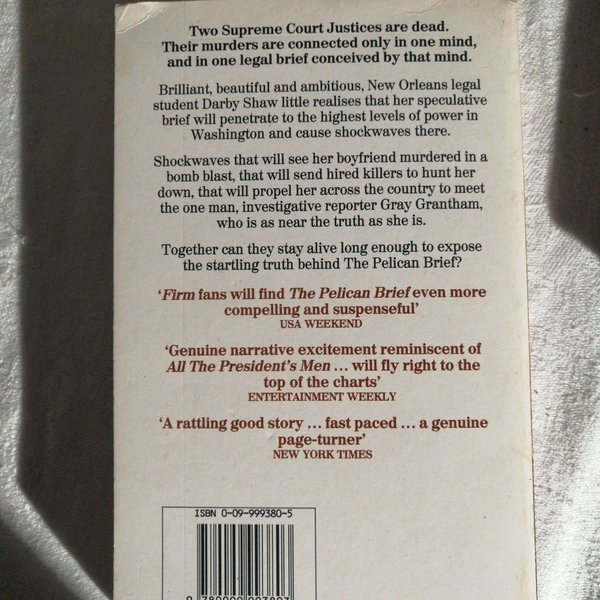 Two Supreme Court Justices are dead.
Their murders are connected only in one mind,
and in one legal brief conceived by that mind.
Brilliant, beautiful and ambitious, New Orleans legal
student Darby Shaw little realises that her speculative
brief will penetrate to the highest levels of power in
Washington and cause shockwaves there.
Shockwaves that will see her boyfriend murdered in a
bomb blast, that will send hired killers to hunt her
down, that will propel her across the country to meet
the one man, investigative reporter Gray Grantham,
who is as near the truth as she is.
Together can they stay alive long enough to expose
the startling truth behind The Pelican Brief?
‘Firm fans will find The Pelican Brief even more
compelling and suspenseful’
USA WEEKEND
‘Genuine narrative excitement reminiscent of
All The President's Men ... will fly right to the
top of the charts’
ENTERTAINMENT WEEKLY
‘A rattling good story ... fast paced ... a genuine
page-turner’
NEW YORK TIMES
ISBN 0-09-999380-5